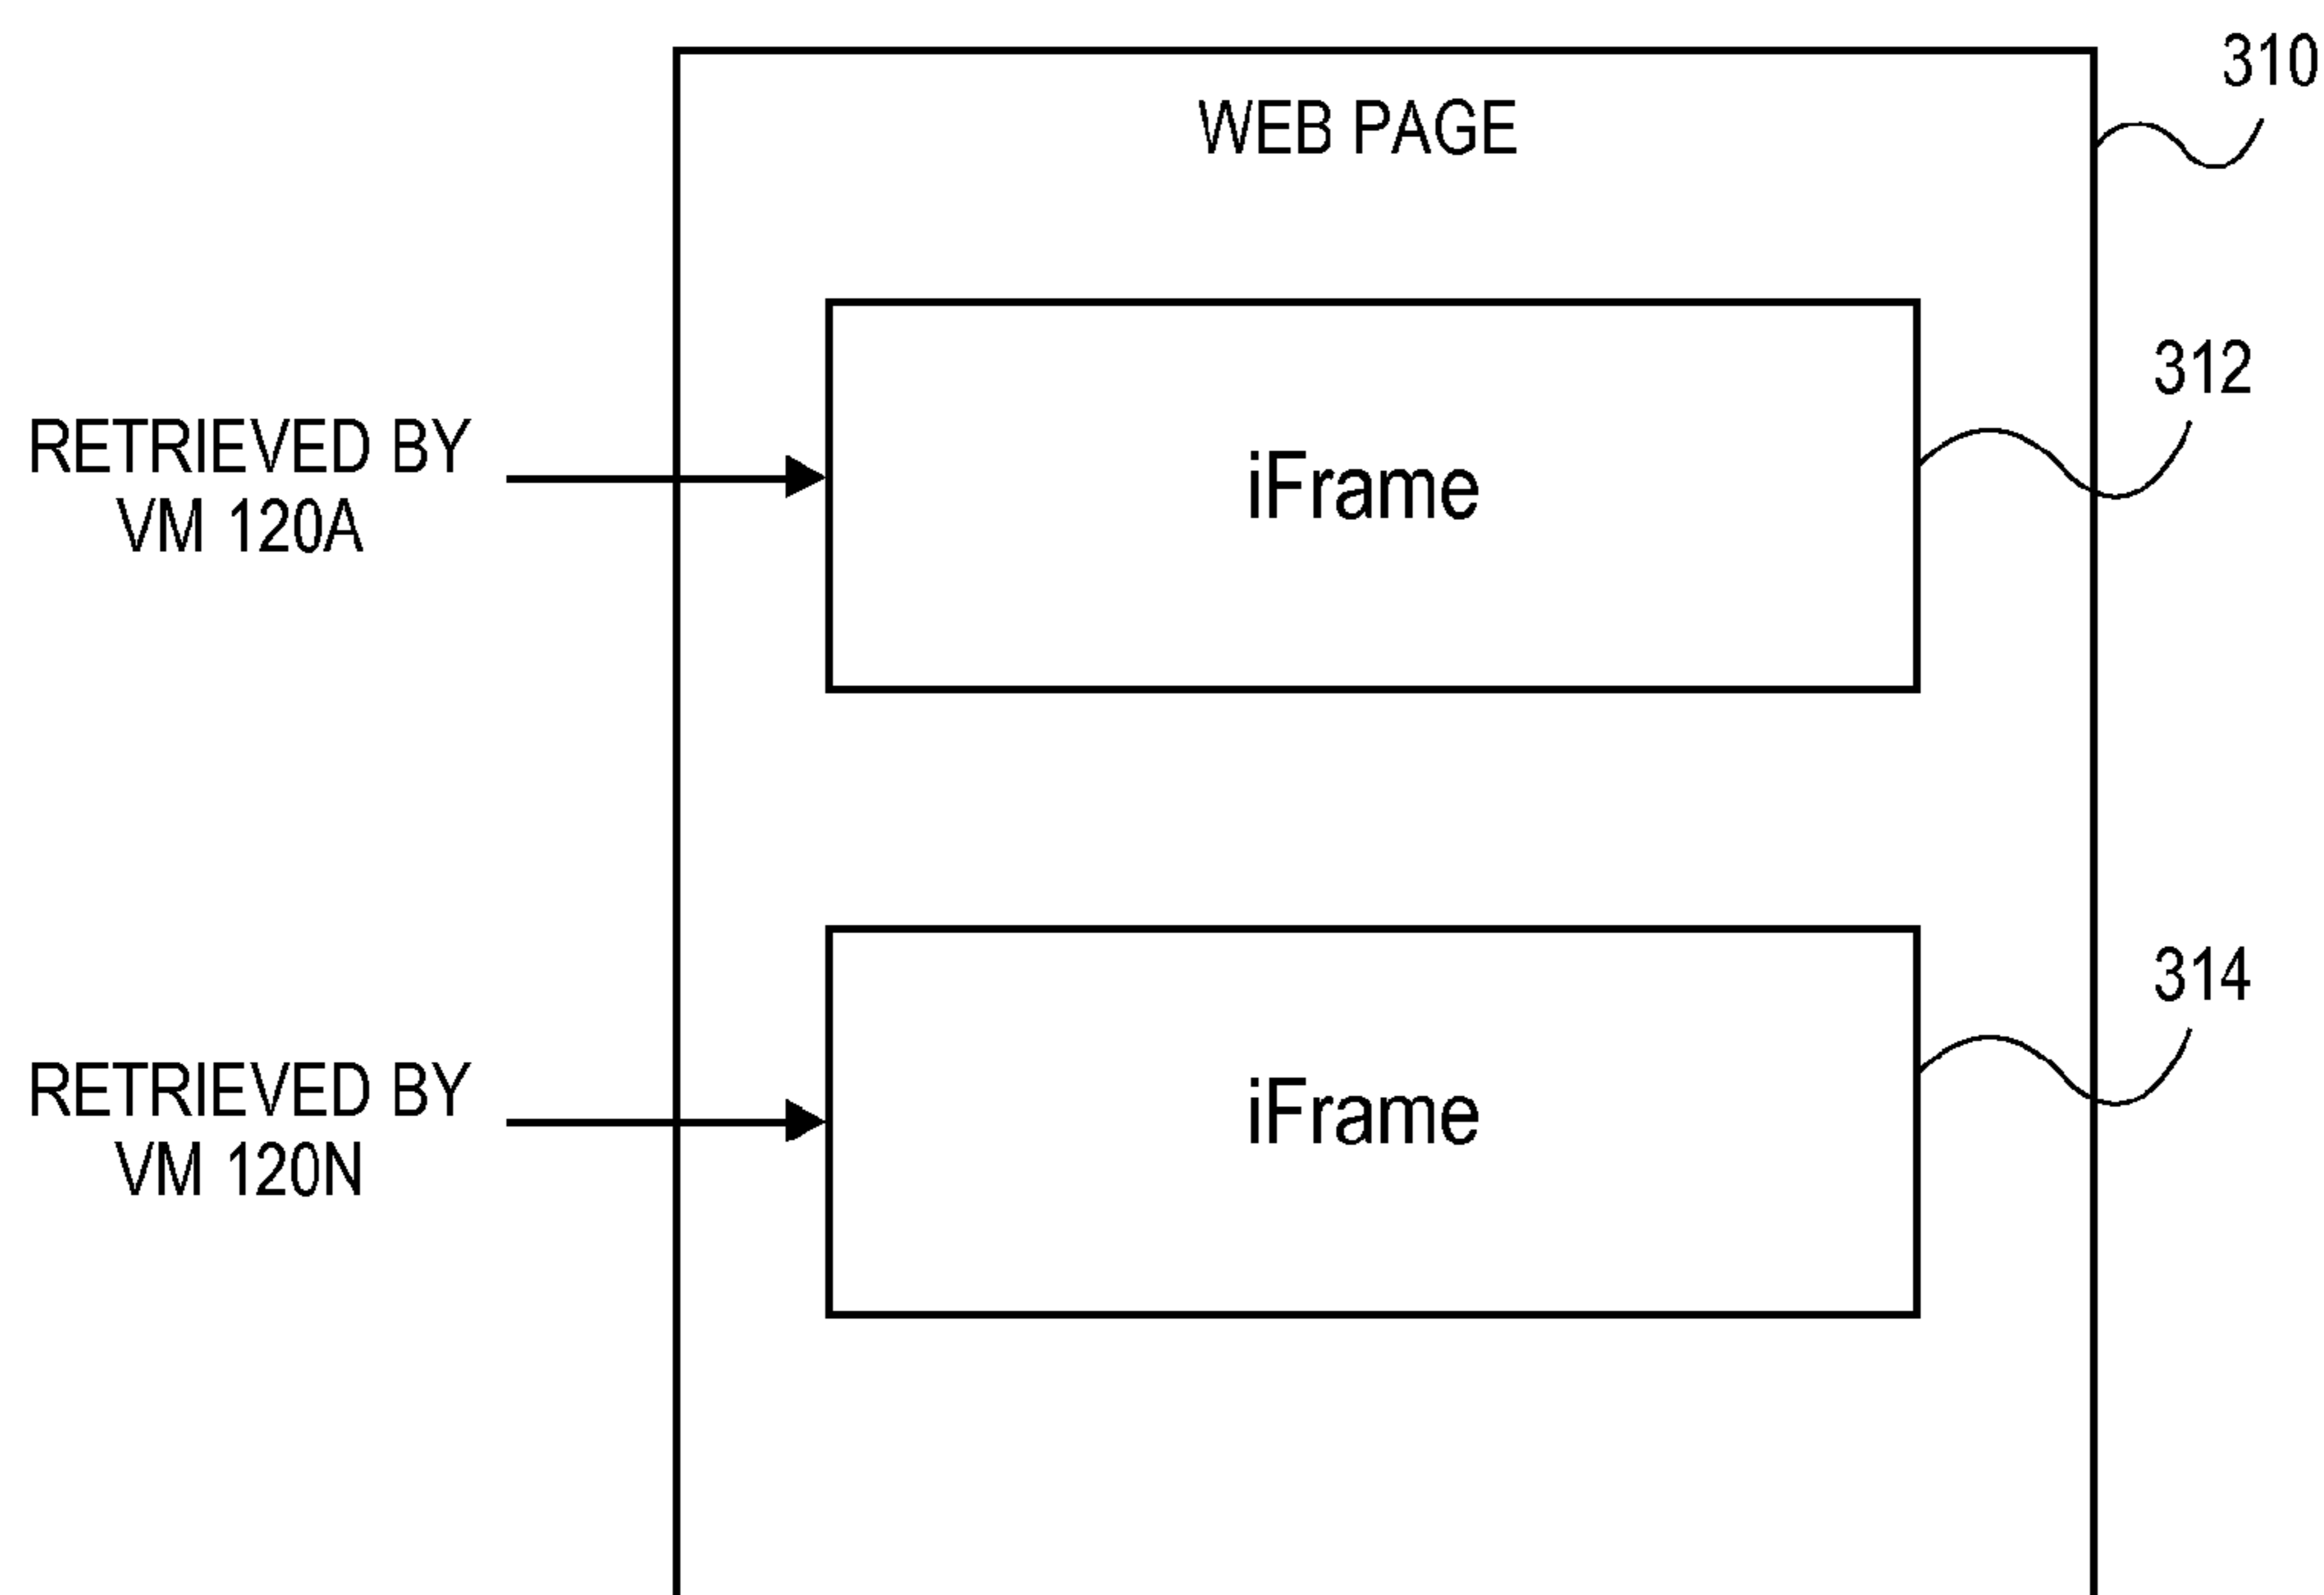 310
WEB PAGE
312
RETRIEVED BY
VM 120A
iFrame
314
RETRIEVED BY
VM 120N
iFrame